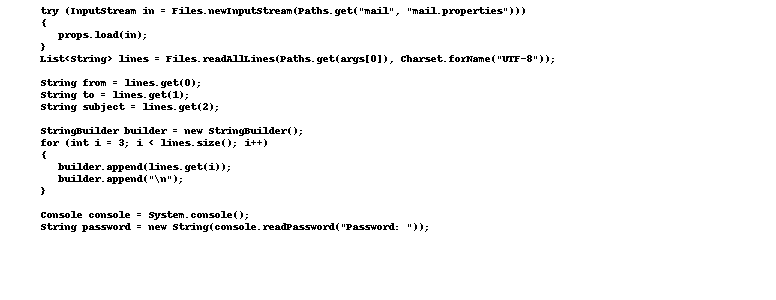 try (InputStream in = Files.newInputStream(Paths.get("mail", "mail.properties")))
{
props.load(in);
}
List<String> lines = Files.readAllLines(Paths.get(args[0]), Charset.forName("UTF-8"));
String from = lines.get(0);
String to = lines.get(1);
String subject = lines.get(2);
StringBuilder builder = new StringBuilder();
for (int i = 3; i < lines.size(); i++)
{
builder.append(lines.get(i));
builder.append("\n");
}
Console console = System.console();
String password = new String(console.readPassword("Password: "));